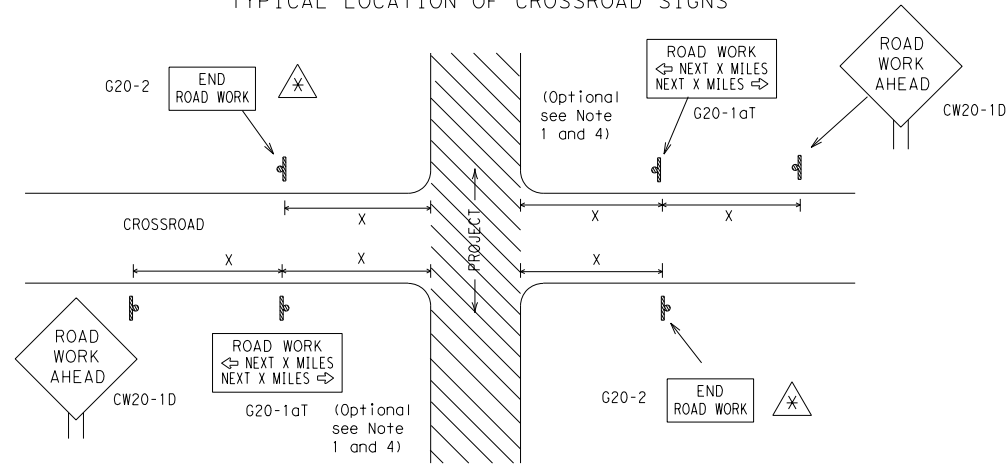 TYPICAL LOCATION OF CROSSROAD SIGNS
G20-2
END
ROAD WORK
ROAD WORK
⇦ NEXT X MILES
NEXT X MILES ⇨
ROAD
WORK
AHEAD
(Optional
see Note
1 and 4)
G20-1aT
CW20-1D
X
X
X
CROSSROAD
PROJECT
X
X
X
ROAD
WORK
AHEAD
CW20-1D
ROAD WORK
⇦ NEXT X MILES
NEXT X MILES ⇨
G20-1aT
(Optional
see Note
1 and 4)
G20-2
END
ROAD WORK